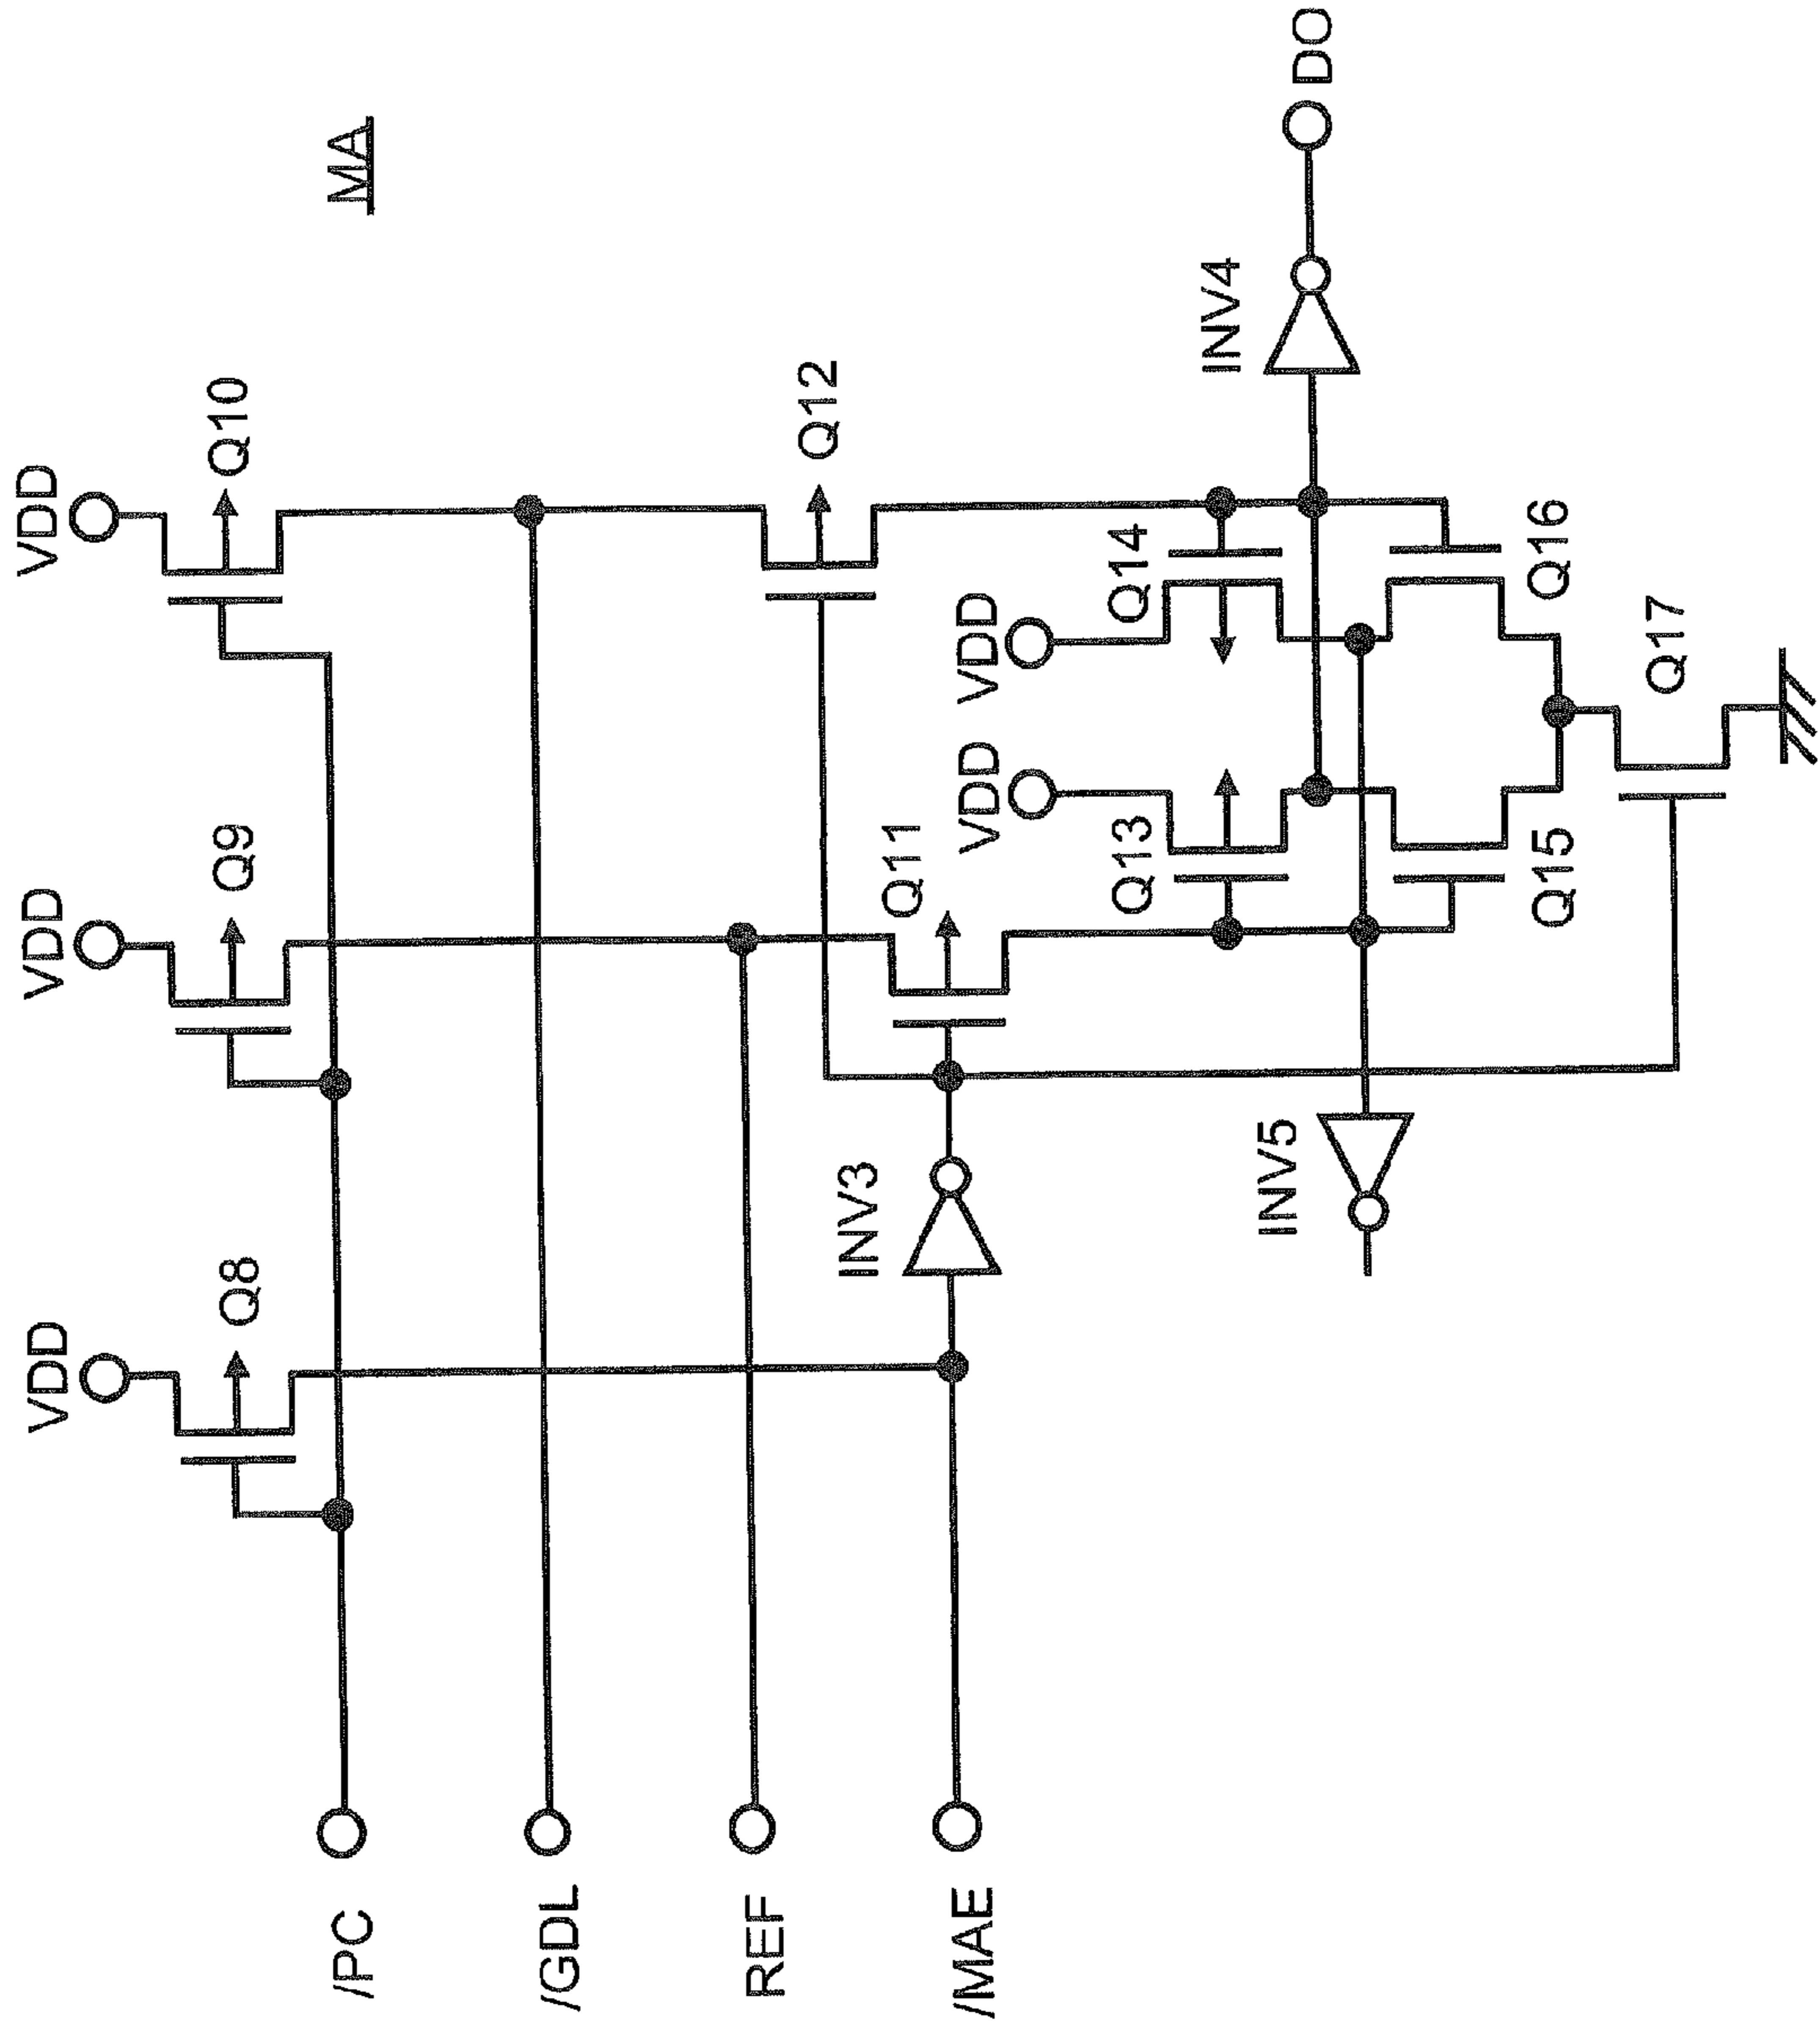 MA
VDD
VDD
VDD
Q8
Q9
Q10
/PC
/GDL
REF
/MAE
INV3
Q11
Q12
VDD
VDD
Q13
Q14
INV5
INV4
DO
Q15
Q16
Q17